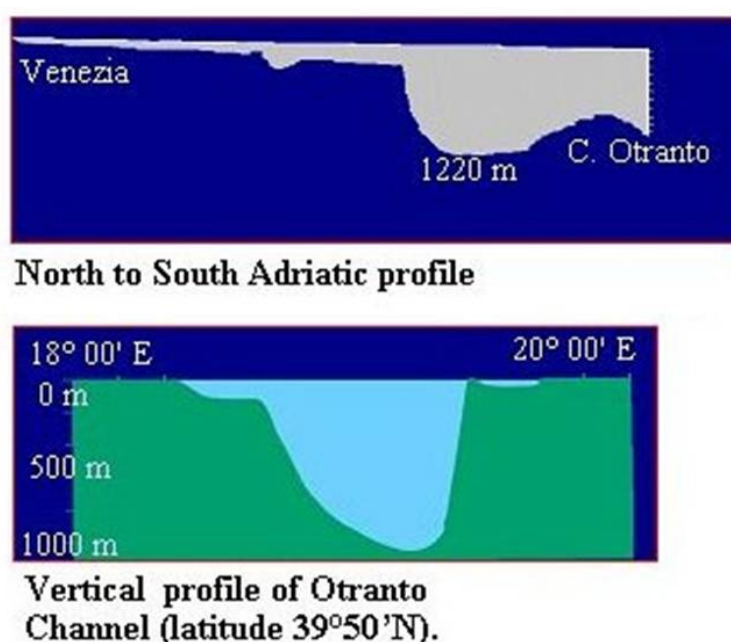 Venezia
1220 m
C. Otranto
North to South Adriatic profile
18° 00' E
20° 00' E
0 m
500 m
1000 m
Vertical profile of Otranto
Channel (latitude 39°50’N).